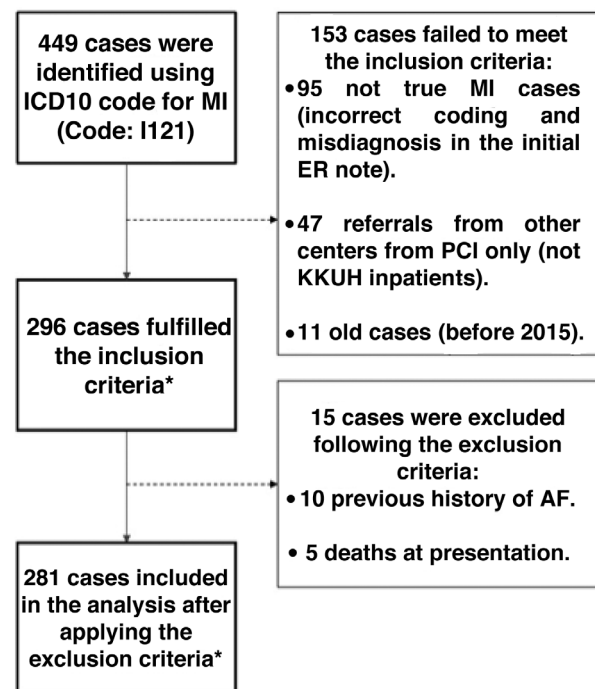 449 cases were
identified using
ICD10 code for MI
(Code: I121)
153 cases failed to meet
the inclusion criteria:
•95 not true MI cases
(incorrect coding and
misdiagnosis in the initial
ER note).
•47 referrals from other
centers from PCI only (not
KKUH inpatients).
•11 old cases (before 2015).
296 cases fulfilled
the inclusion
criteria*
15 cases were excluded
following the exclusion
criteria:
•10 previous history of AF.
• 5 deaths at presentation.
281 cases included
in the analysis after
applying the
exclusion criteria*